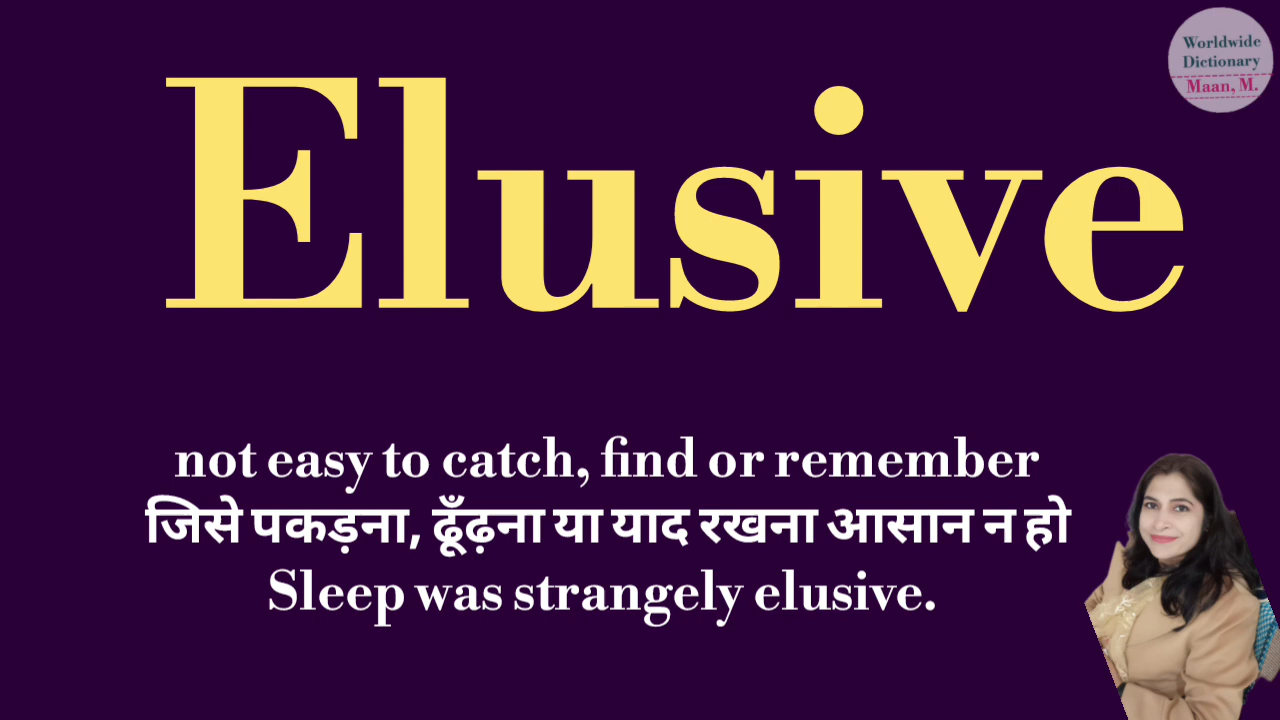 Worldwide
Dictionary
Maan, M.
Elusive
not easy to catch, find or remember
जिसे पकड़ना, ढूँढ़ना या याद रखना आसान न हो
Sleep was strangely elusive.